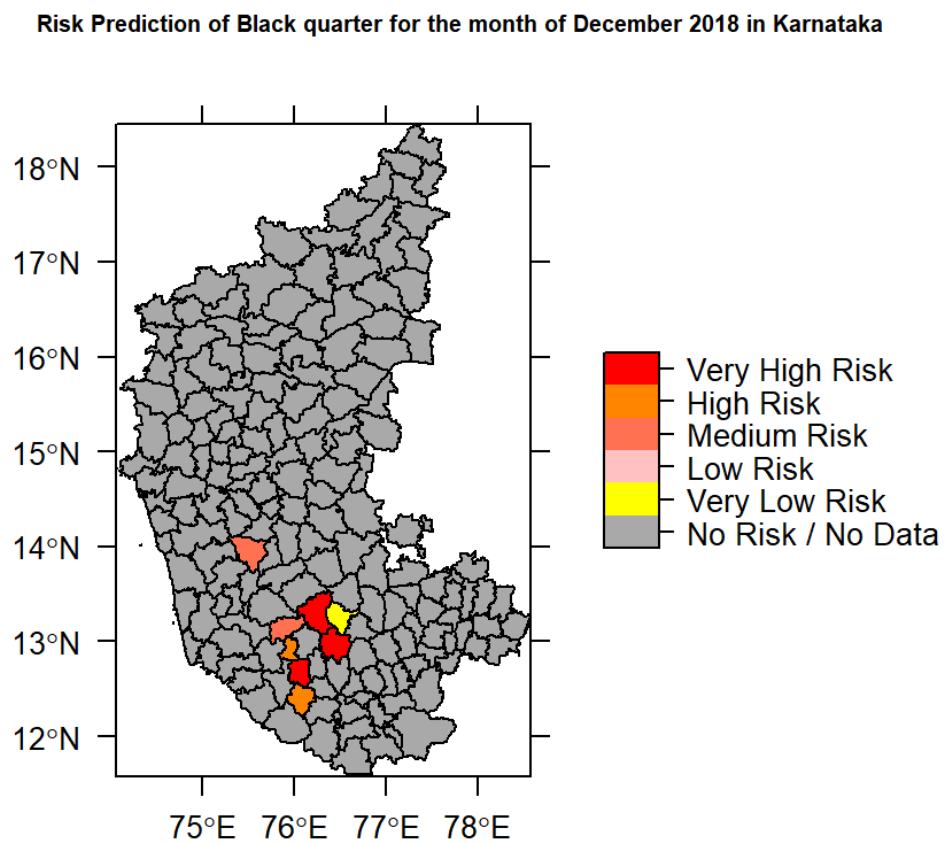 Risk Prediction of Black quarter for the month of December 2018 in Karnataka
18°N
17°N
16°N
15°N
14°N
13°N
12°N
75°E 76°E 77°E 78°E
Very High Risk
High Risk
Medium Risk
Low Risk
Very Low Risk
No Risk / No Data